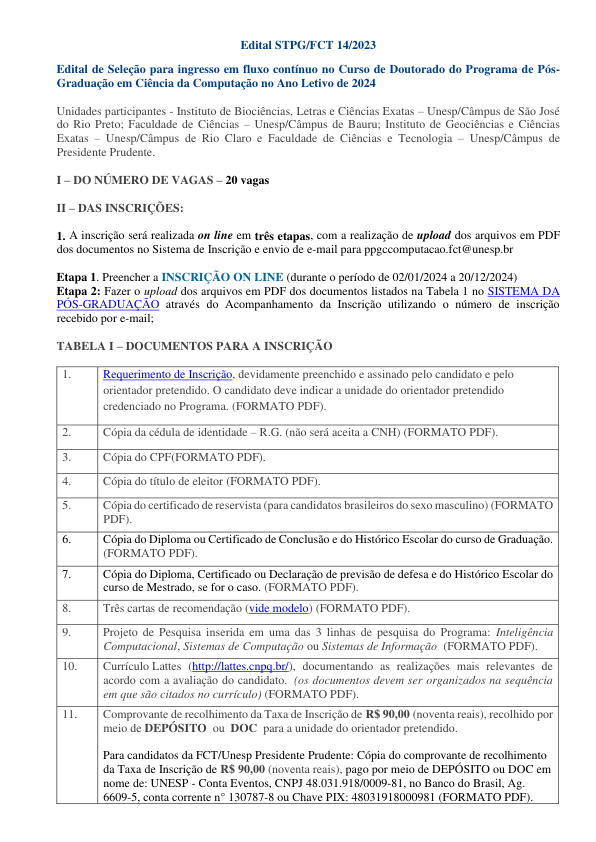 Edital STPG/FCT 14/2023
Edital de Seleção para ingresso em fluxo contínuo no Curso de Doutorado do Programa de Pós-
Graduação em Ciência da Computação no Ano Letivo de 2024
Unidades participantes - Instituto de Biociências, Letras e Ciências Exatas – Unesp/Câmpus de São José
do Rio Preto; Faculdade de Ciências – Unesp/Câmpus de Bauru; Instituto de Geociências e Ciências
Exatas – Unesp/Câmpus de Rio Claro e Faculdade de Ciências e Tecnologia – Unesp/Câmpus de
Presidente Prudente.
I – DO NÚMERO DE VAGAS – 20 vagas
II – DAS INSCRIÇÕES:
1. A inscrição será realizada on line em três etapas, com a realização de upload dos arquivos em PDF
dos documentos no Sistema de Inscrição e envio de e-mail para ppgccomputacao.fct@unesp.br
Etapa 1. Preencher a INSCRIÇÃO ON LINE (durante o período de 02/01/2024 a 20/12/2024)
Etapa 2: Fazer o upload dos arquivos em PDF dos documentos listados na Tabela 1 no SISTEMA DA
PÓS-GRADUAÇÃO através do Acompanhamento da Inscrição utilizando o número de inscrição
recebido por e-mail;
TABELA I – DOCUMENTOS PARA A INSCRIÇÃO
1. Requerimento de Inscrição, devidamente preenchido e assinado pelo candidato e pelo
orientador pretendido. O candidato deve indicar a unidade do orientador pretendido
credenciado no Programa. (FORMATO PDF).
2. Cópia da cédula de identidade – R.G. (não será aceita a CNH) (FORMATO PDF).
3. Cópia do CPF(FORMATO PDF).
4. Cópia do título de eleitor (FORMATO PDF).
5. Cópia do certificado de reservista (para candidatos brasileiros do sexo masculino) (FORMATO
PDF).
6. Cópia do Diploma ou Certificado de Conclusão e do Histórico Escolar do curso de Graduação.
(FORMATO PDF).
7. Cópia do Diploma, Certificado ou Declaração de previsão de defesa e do Histórico Escolar do
curso de Mestrado, se for o caso. (FORMATO PDF).
8. Três cartas de recomendação (vide modelo) (FORMATO PDF).
9. Projeto de Pesquisa inserida em uma das 3 linhas de pesquisa do Programa: Inteligência
Computacional, Sistemas de Computação ou Sistemas de Informação (FORMATO PDF).
10. Currículo Lattes (http://lattes.cnpq.br/), documentando as realizações mais relevantes de
acordo com a avaliação do candidato. (os documentos devem ser organizados na sequência
em que são citados no currículo) (FORMATO PDF).
11. Comprovante de recolhimento da Taxa de Inscrição de R$ 90,00 (noventa reais), recolhido por
meio de DEPÓSITO ou DOC para a unidade do orientador pretendido.
Para candidatos da FCT/Unesp Presidente Prudente: Cópia do comprovante de recolhimento
da Taxa de Inscrição de R$ 90,00 (noventa reais), pago por meio de DEPÓSITO ou DOC em
nome de: UNESP - Conta Eventos, CNPJ 48.031.918/0009-81, no Banco do Brasil, Ag.
6609-5, conta corrente n° 130787-8 ou Chave PIX: 48031918000981 (FORMATO PDF).